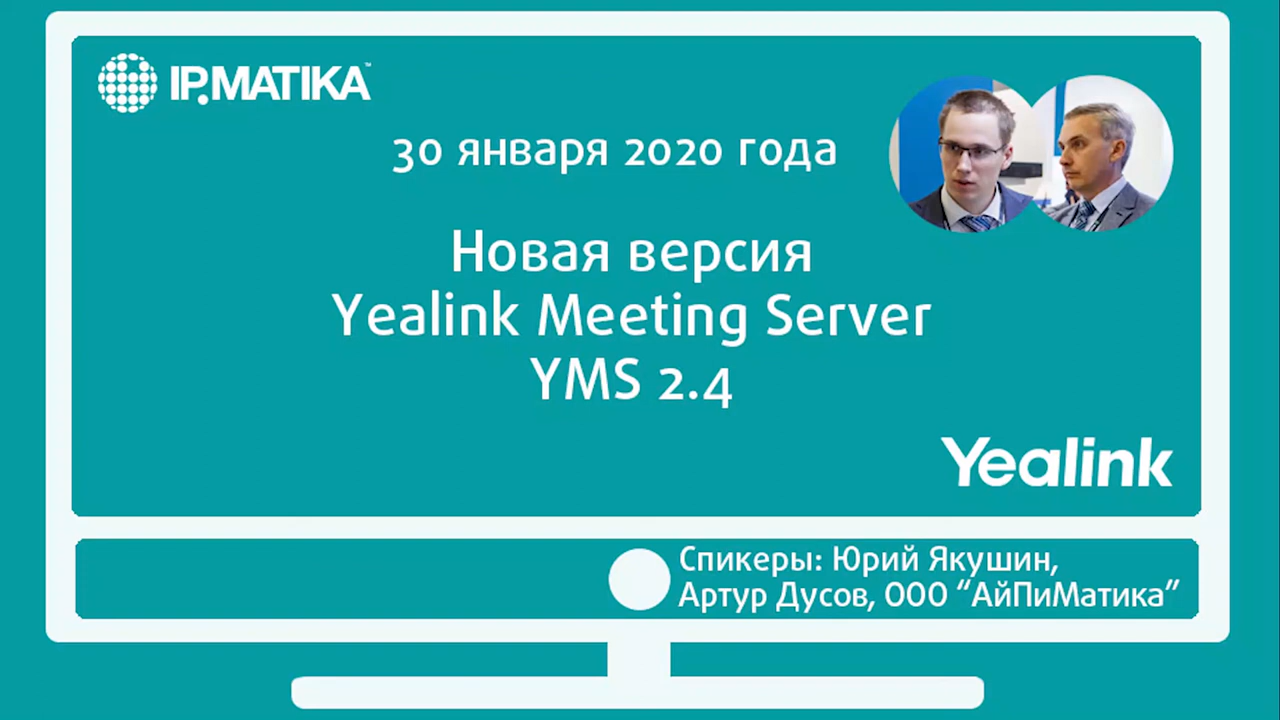 IP.MATIKA™
30 января 2020 года
Новая версия
Yealink Meeting Server
YMS 2.4
Yealink
Спикеры: Юрий Якушин,
Артур Дусов, ООО “АйПиМатика”